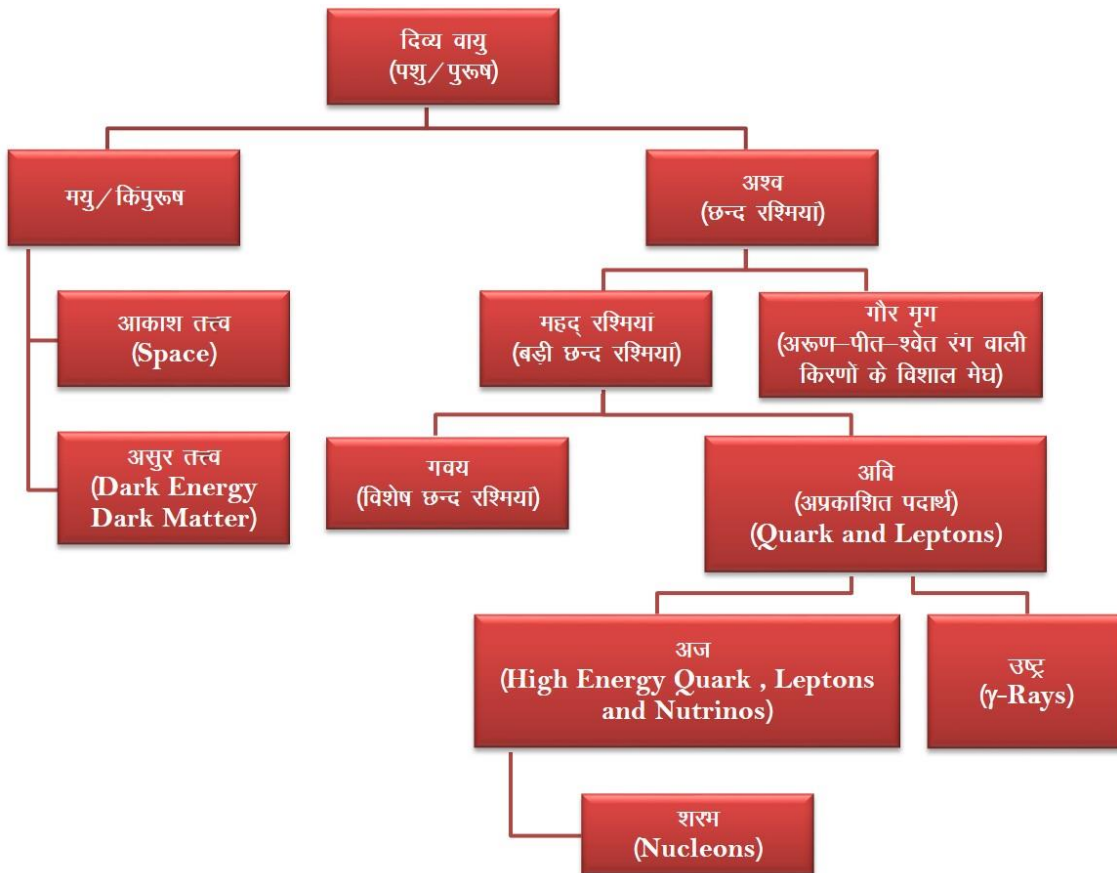 दिव्य वायु
(पशु/पुरूष)
मयु/किंपुरूष
अश्व
(छन्द रश्मियां)
आकाश तत्त्व
(Space)
महद् रश्मियां
(बड़ी छन्द रश्मियां)
गौर मृग
(अरूण–पीत–श्वेत रंग वाली
किरणों के विशाल मेघ)
असुर तत्त्व
(Dark Energy
Dark Matter)
गवय
(विशेष छन्द रश्मियां)
अवि
(अप्रकाशित पदार्थ)
(Quark and Leptons)
अज
(High Energy Quark , Leptons
and Nutrinos)
उष्ट्र
(γ-Rays)
शरभ
(Nucleons)